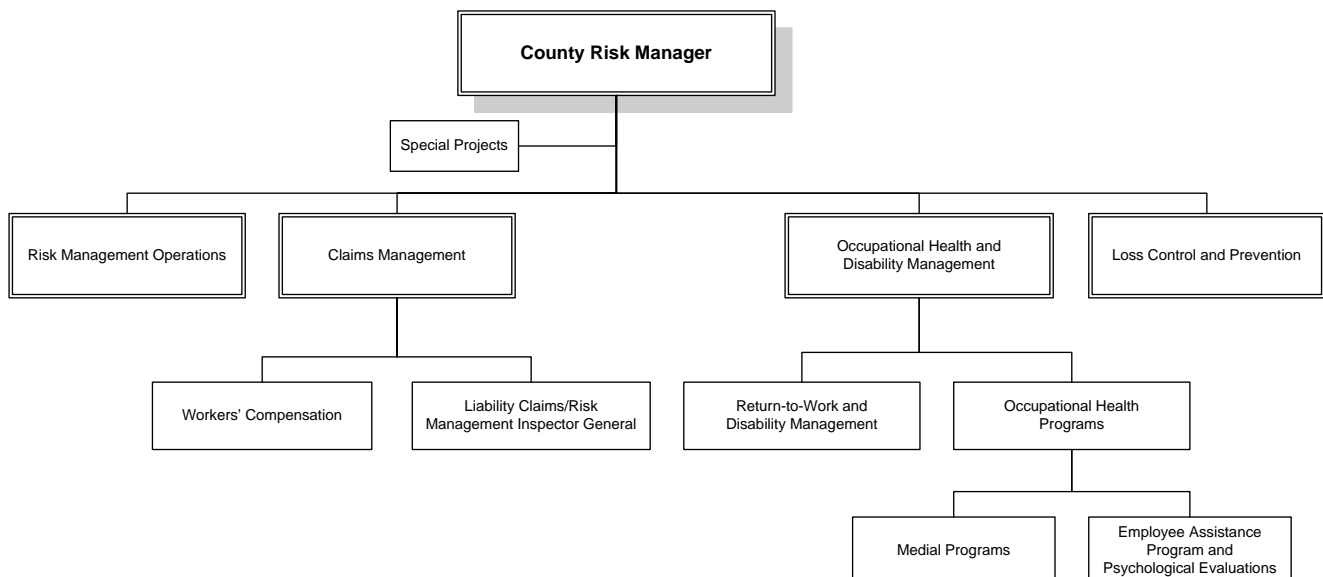 County Risk Manager
Special Projects
Risk Management Operations
Claims Management
Occupational Health and
Disability Management
Loss Control and Prevention
Workers’ Compensation
Liability Claims/Risk
Management Inspector General
Return-to-Work and
Disability Management
Occupational Health
Programs
Medial Programs
Employee Assistance
Program and
Psychological Evaluations